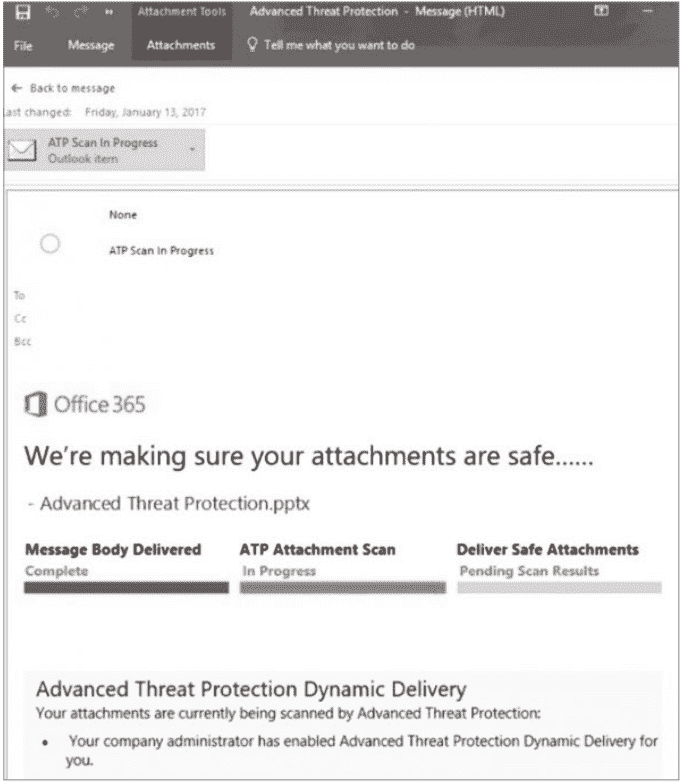 Attachment Tools Advanced Threat Protection - Message (HTML)
File Message Attachments Tell me what you want to do
Back to message
Last changed: Friday, January 13, 2017
ATP Scan In Progress
Outlook item
None
ATP Scan In Progress
To
Cc
Bcc
Office 365
We're making sure your attachments are safe......
- Advanced Threat Protection.pptx
Message Body Delivered ATP Attachment Scan Deliver Safe Attachments
Complete In Progress Pending Scan Results
Advanced Threat Protection Dynamic Delivery
Your attachments are currently being scanned by Advanced Threat Protection:
• Your company administrator has enabled Advanced Threat Protection Dynamic Delivery for
you.